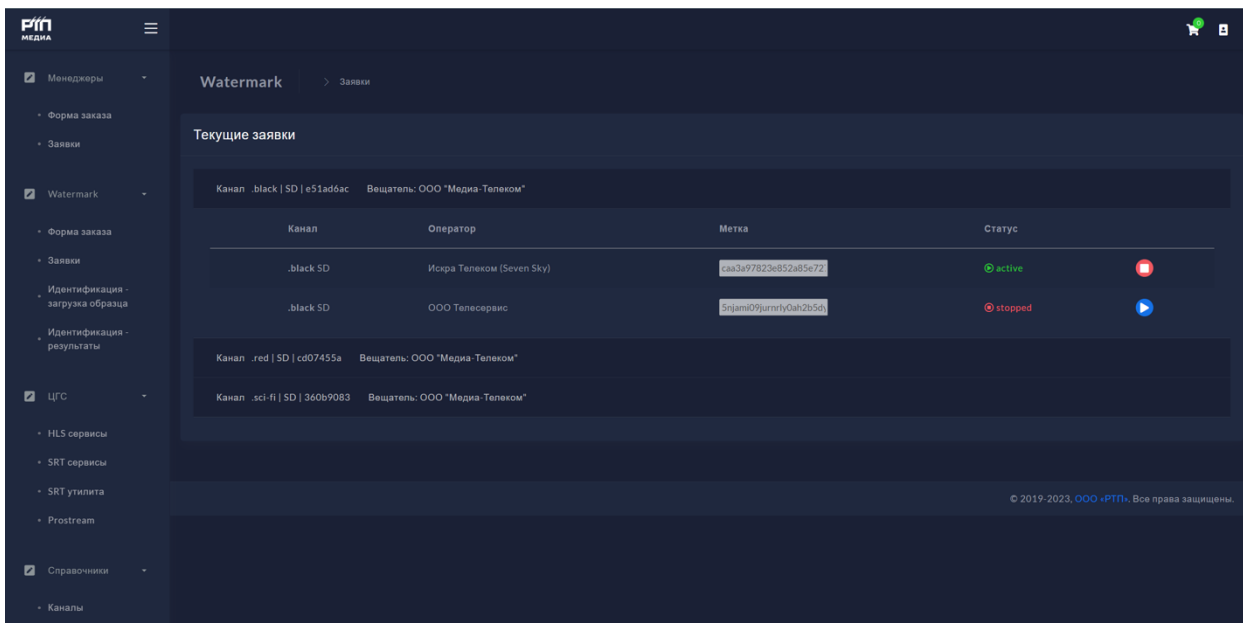 РТП
МЕДИА
0
Менеджеры
Форма заказа
Заявки
Watermark
Форма заказа
Заявки
Идентификация -
загрузка образца
Идентификация -
результаты
ЦГС
HLS сервисы
SRT сервисы
SRT утилита
Prostream
Справочники
Каналы
Watermark > Заявки
Текущие заявки
Канал .black | SD | e51ad6ac Вещатель: ООО "Медиа-Телеком"
Канал Оператор Метка Статус
.black SD Искра Телеком (Seven Sky) caa3a97823e852a85e72 active
.black SD ООО Телесервис 5njami09jurnrly0ah2b5dy stopped
Канал .red | SD | cd07455a Вещатель: ООО "Медиа-Телеком"
Канал .sci-fi | SD | 360b9083 Вещатель: ООО "Медиа-Телеком"
© 2019-2023, ООО «РТП». Все права защищены.